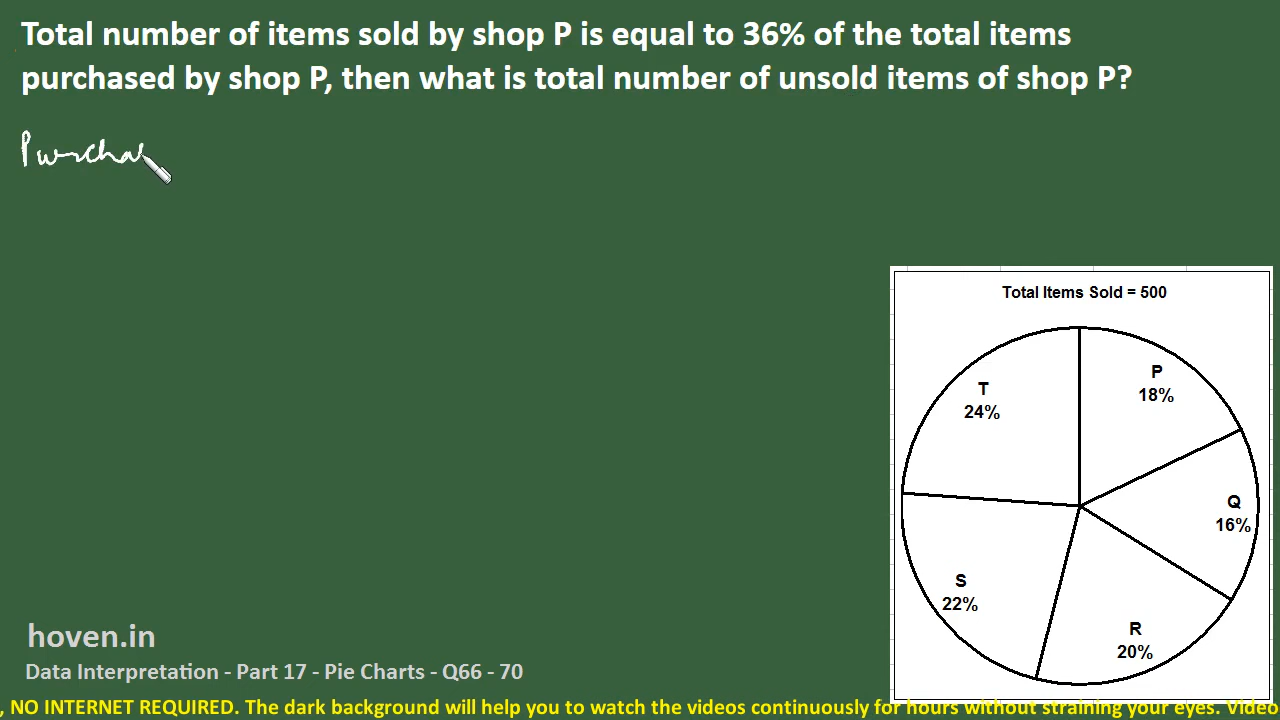 Total number of items sold by shop P is equal to 36% of the total items
purchased by shop P, then what is total number of unsold items of shop P?
Purchas
Total Items Sold = 500
P
18%
T
24%
Q
16%
S
22%
R
20%
hoven.in
Data Interpretation - Part 17 - Pie Charts - Q66 - 70
, NO INTERNET REQUIRED. The dark background will help you to watch the videos continuously for hours without straining your eyes. Video